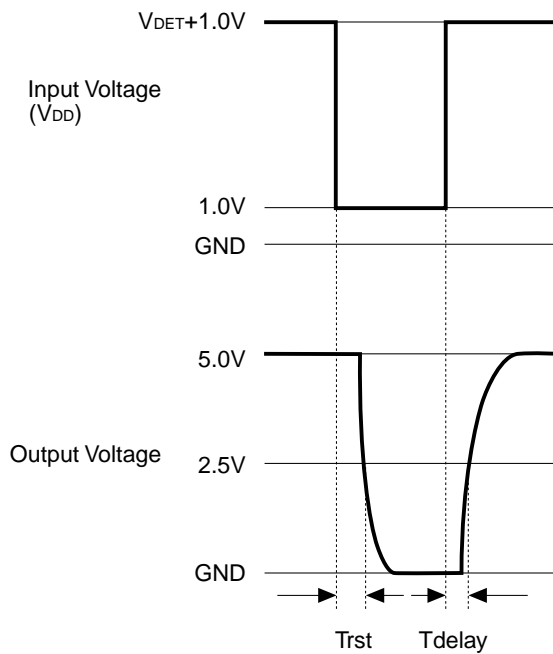 VDET+1.0V
Input Voltage
(VDD)
1.0V
GND
5.0V
Output Voltage
2.5V
GND
Trst Tdelay